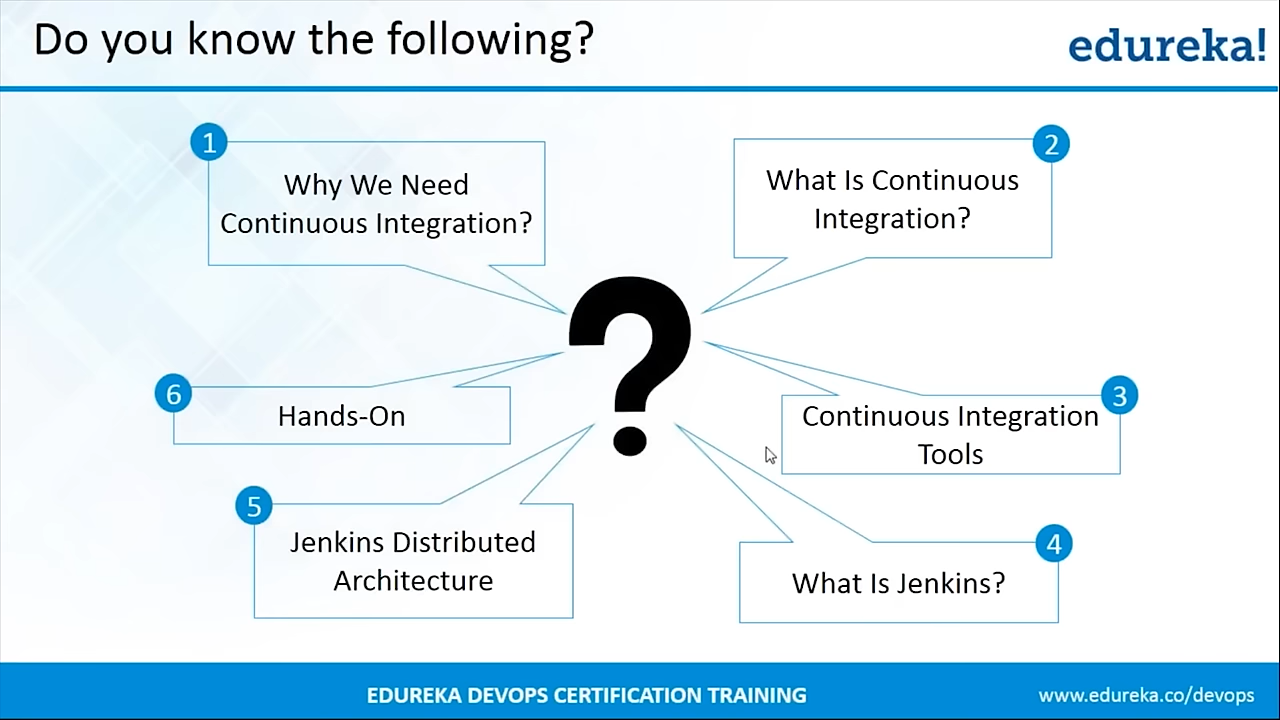 Do you know the following?
edureka!
1
Why We Need
Continuous Integration?
2
What Is Continuous
Integration?
3
Continuous Integration
Tools
4
What Is Jenkins?
5
Jenkins Distributed
Architecture
6
Hands-On
?
EDUREKA DEVOPS CERTIFICATION TRAINING
www.edureka.co/devops